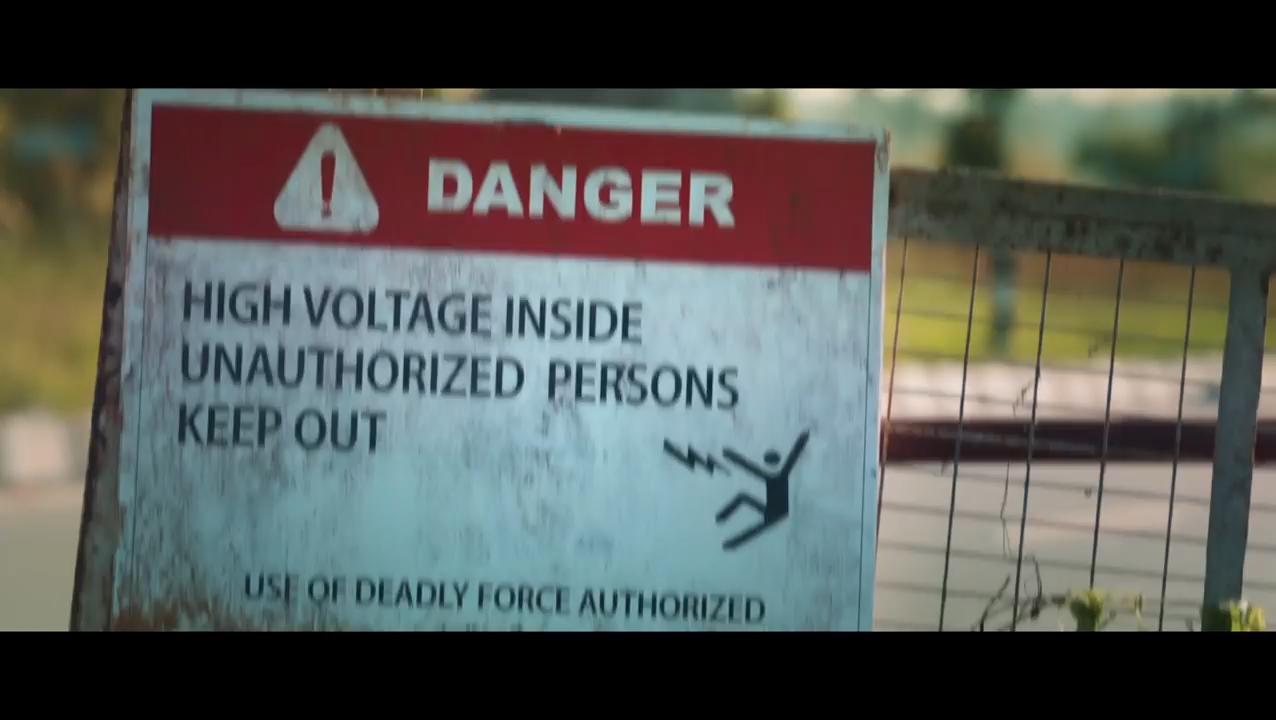 DANGER
HIGH VOLTAGE INSIDE
UNAUTHORIZED PERSONS
KEEP OUT
USE OF DEADLY FORCE AUTHORIZED